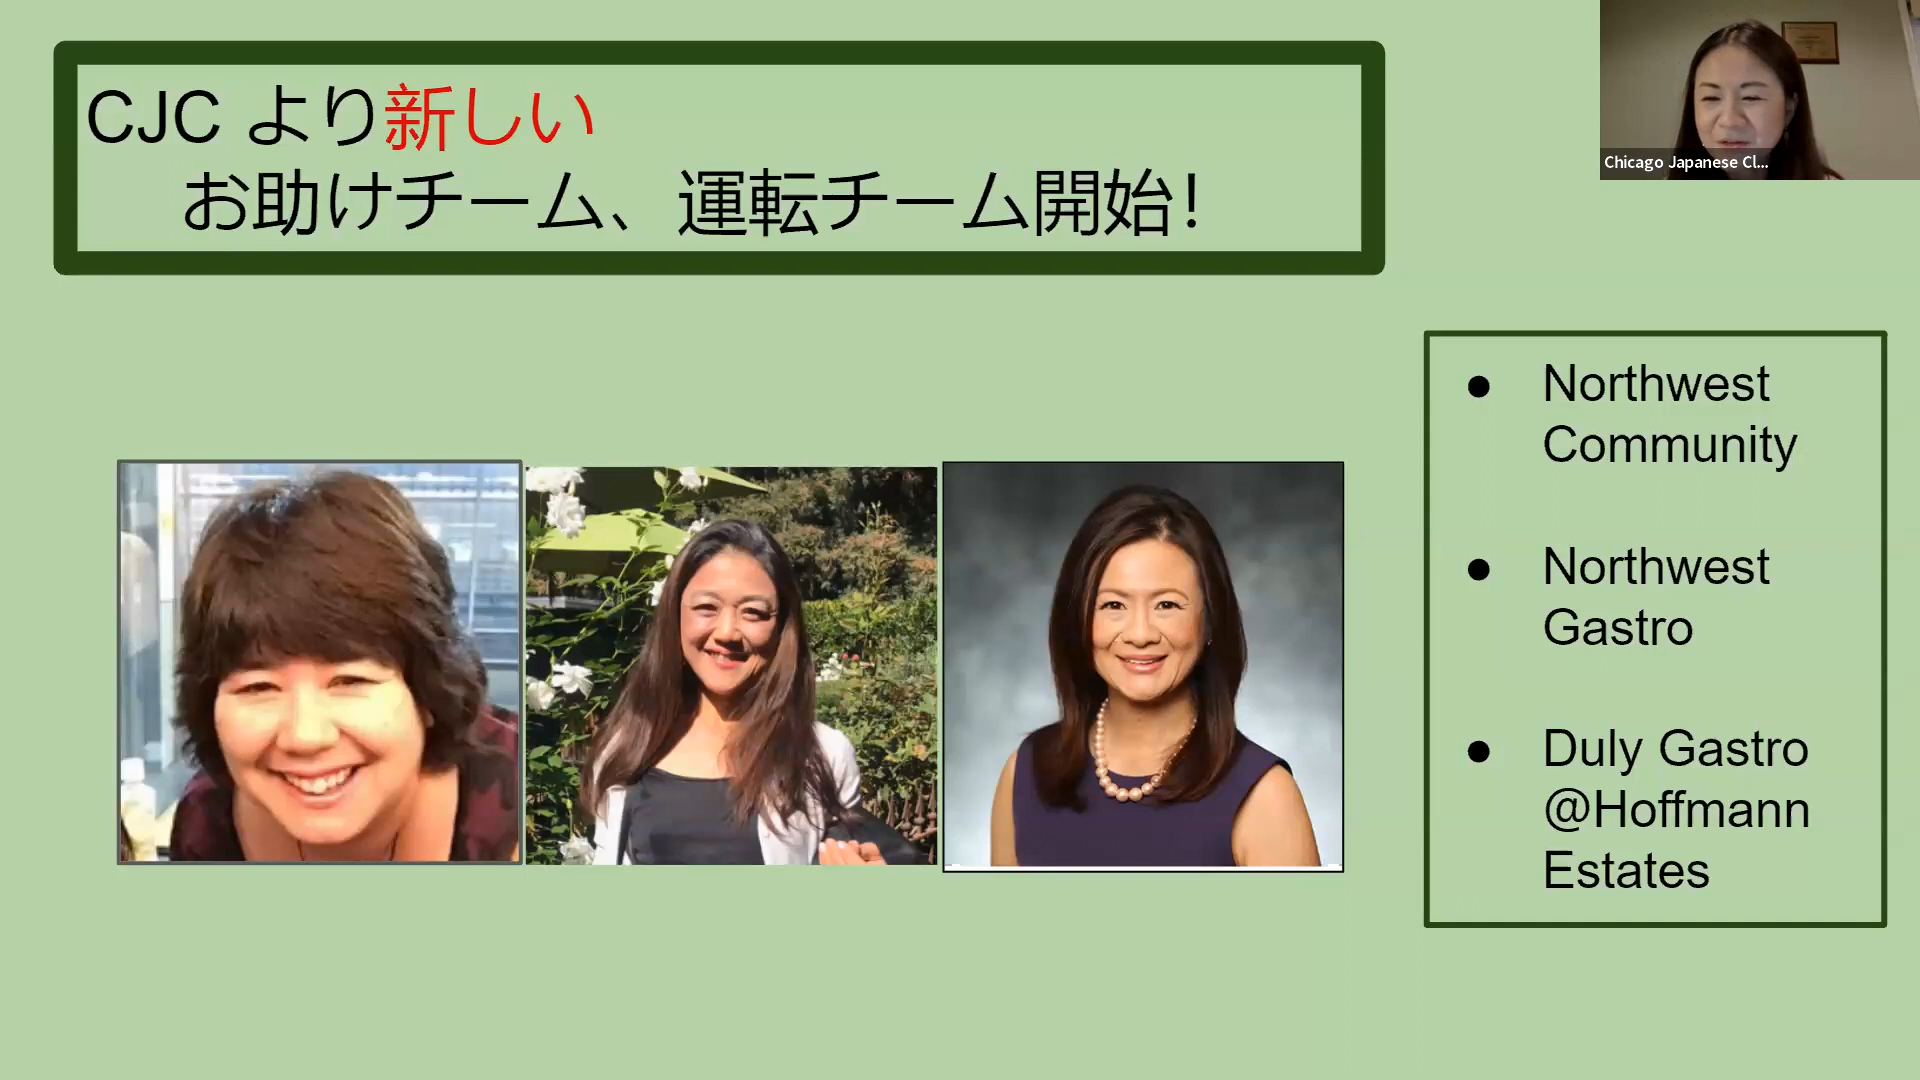 CJC より新しい
お助けチーム、運転チーム開始!
Chicago Japanese Cl...
● Northwest
Community
● Northwest
Gastro
● Duly Gastro
@Hoffmann
Estates